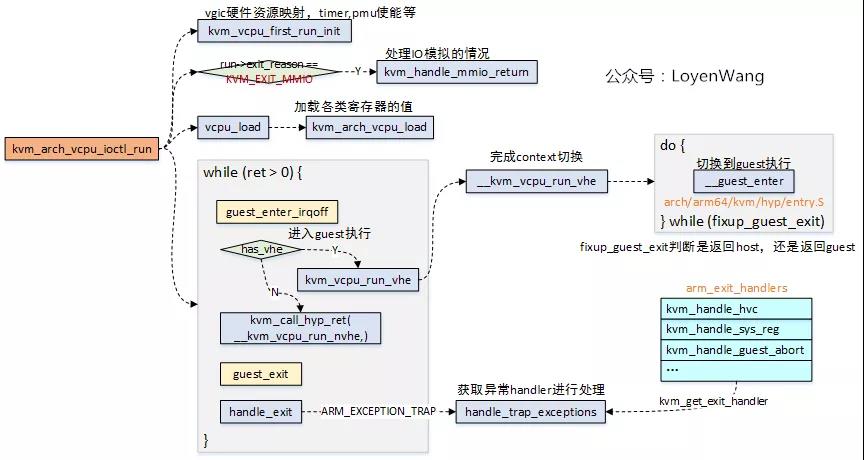 vgic硬件资源映射，timer,pmu使能等
kvm_vcpu_first_run_init
run->exit_reason ==
KVM_EXIT_MMIO
Y
处理IO模拟的情况
kvm_handle_mmio_return
公众号：LoyenWang
加载各类寄存器的值
vcpu_load
kvm_arch_vcpu_load
kvm_arch_vcpu_ioctl_run
while (ret > 0) {
guest_enter_irqoff
进入guest执行
has_vhe
Y
kvm_vcpu_run_vhe
N
kvm_call_hyp_ret(
__kvm_vcpu_run_nvhe,)
guest_exit
handle_exit
}
完成context切换
__kvm_vcpu_run_vhe
do {
切换到guest执行
__guest_enter
arch/arm64/kvm/hyp/entry.S
} while (fixup_guest_exit)
fixup_guest_exit判断是返回host，还是返回guest
arm_exit_handlers
kvm_handle_hvc
kvm_handle_sys_reg
kvm_handle_guest_abort
...
kvm_get_exit_handler
获取异常handler进行处理
ARM_EXCEPTION_TRAP
handle_trap_exceptions